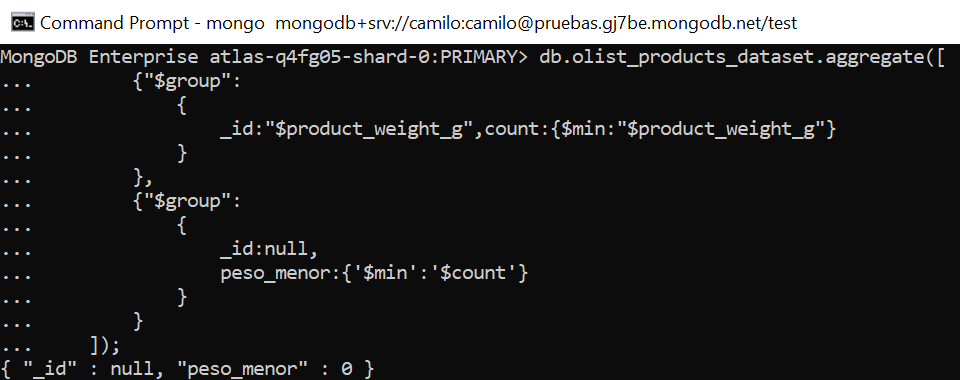 Command Prompt - mongo  mongodb+srv://camilo:camilo@pruebas.gj7be.mongodb.net/test
MongoDB Enterprise atlas-q4fg05-shard-0:PRIMARY> db.olist_products_dataset.aggregate([
...         {"$group":
...             {
...                 _id:"$product_weight_g",count:{$min:"$product_weight_g"}
...             }
...         },
...         {"$group":
...             {
...                 _id:null,
...                 peso_menor:{'$min':'$count'}
...             }
...         }
...     ]);
{ "_id" : null, "peso_menor" : 0 }